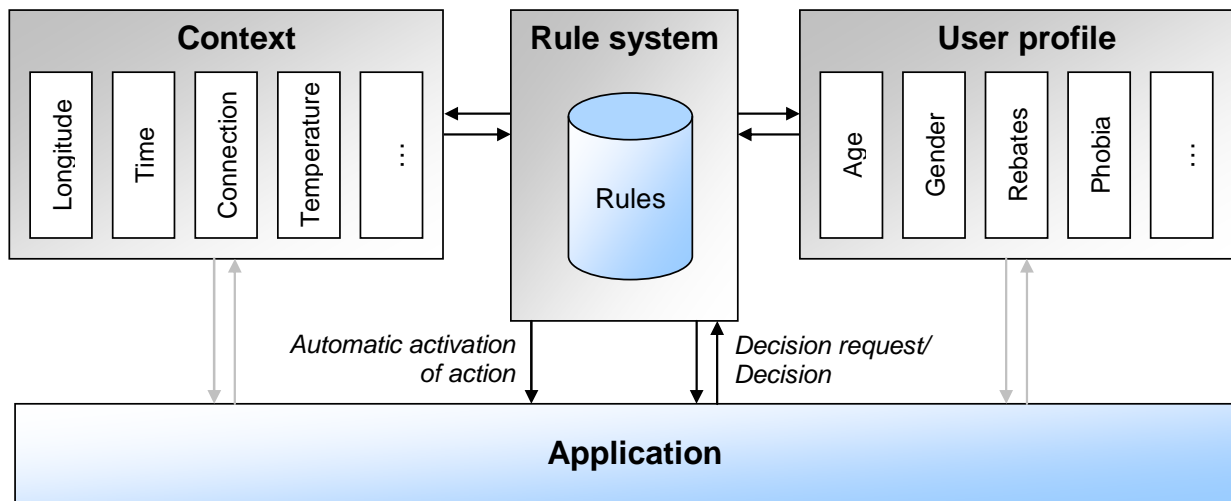 Context
Longitude
Time
Connection
Temperature
...
Rule system
Rules
User profile
Age
Gender
Rebates
Phobia
...
Automatic activation
of action
Decision request/
Decision
Application